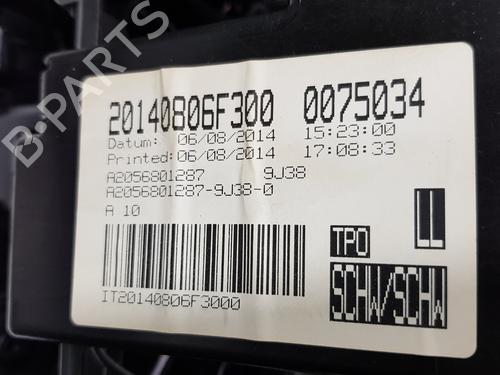 B-PARTS
20140806F300 0075034
Datum: 06/08/2014 15:23:00
Printed: 06/08/2014 17:08:33
A2056801287 9J38
A2056801287-9J38-0
A 10
TPO
LL
SCHW/SCHW
IT20140806F3000